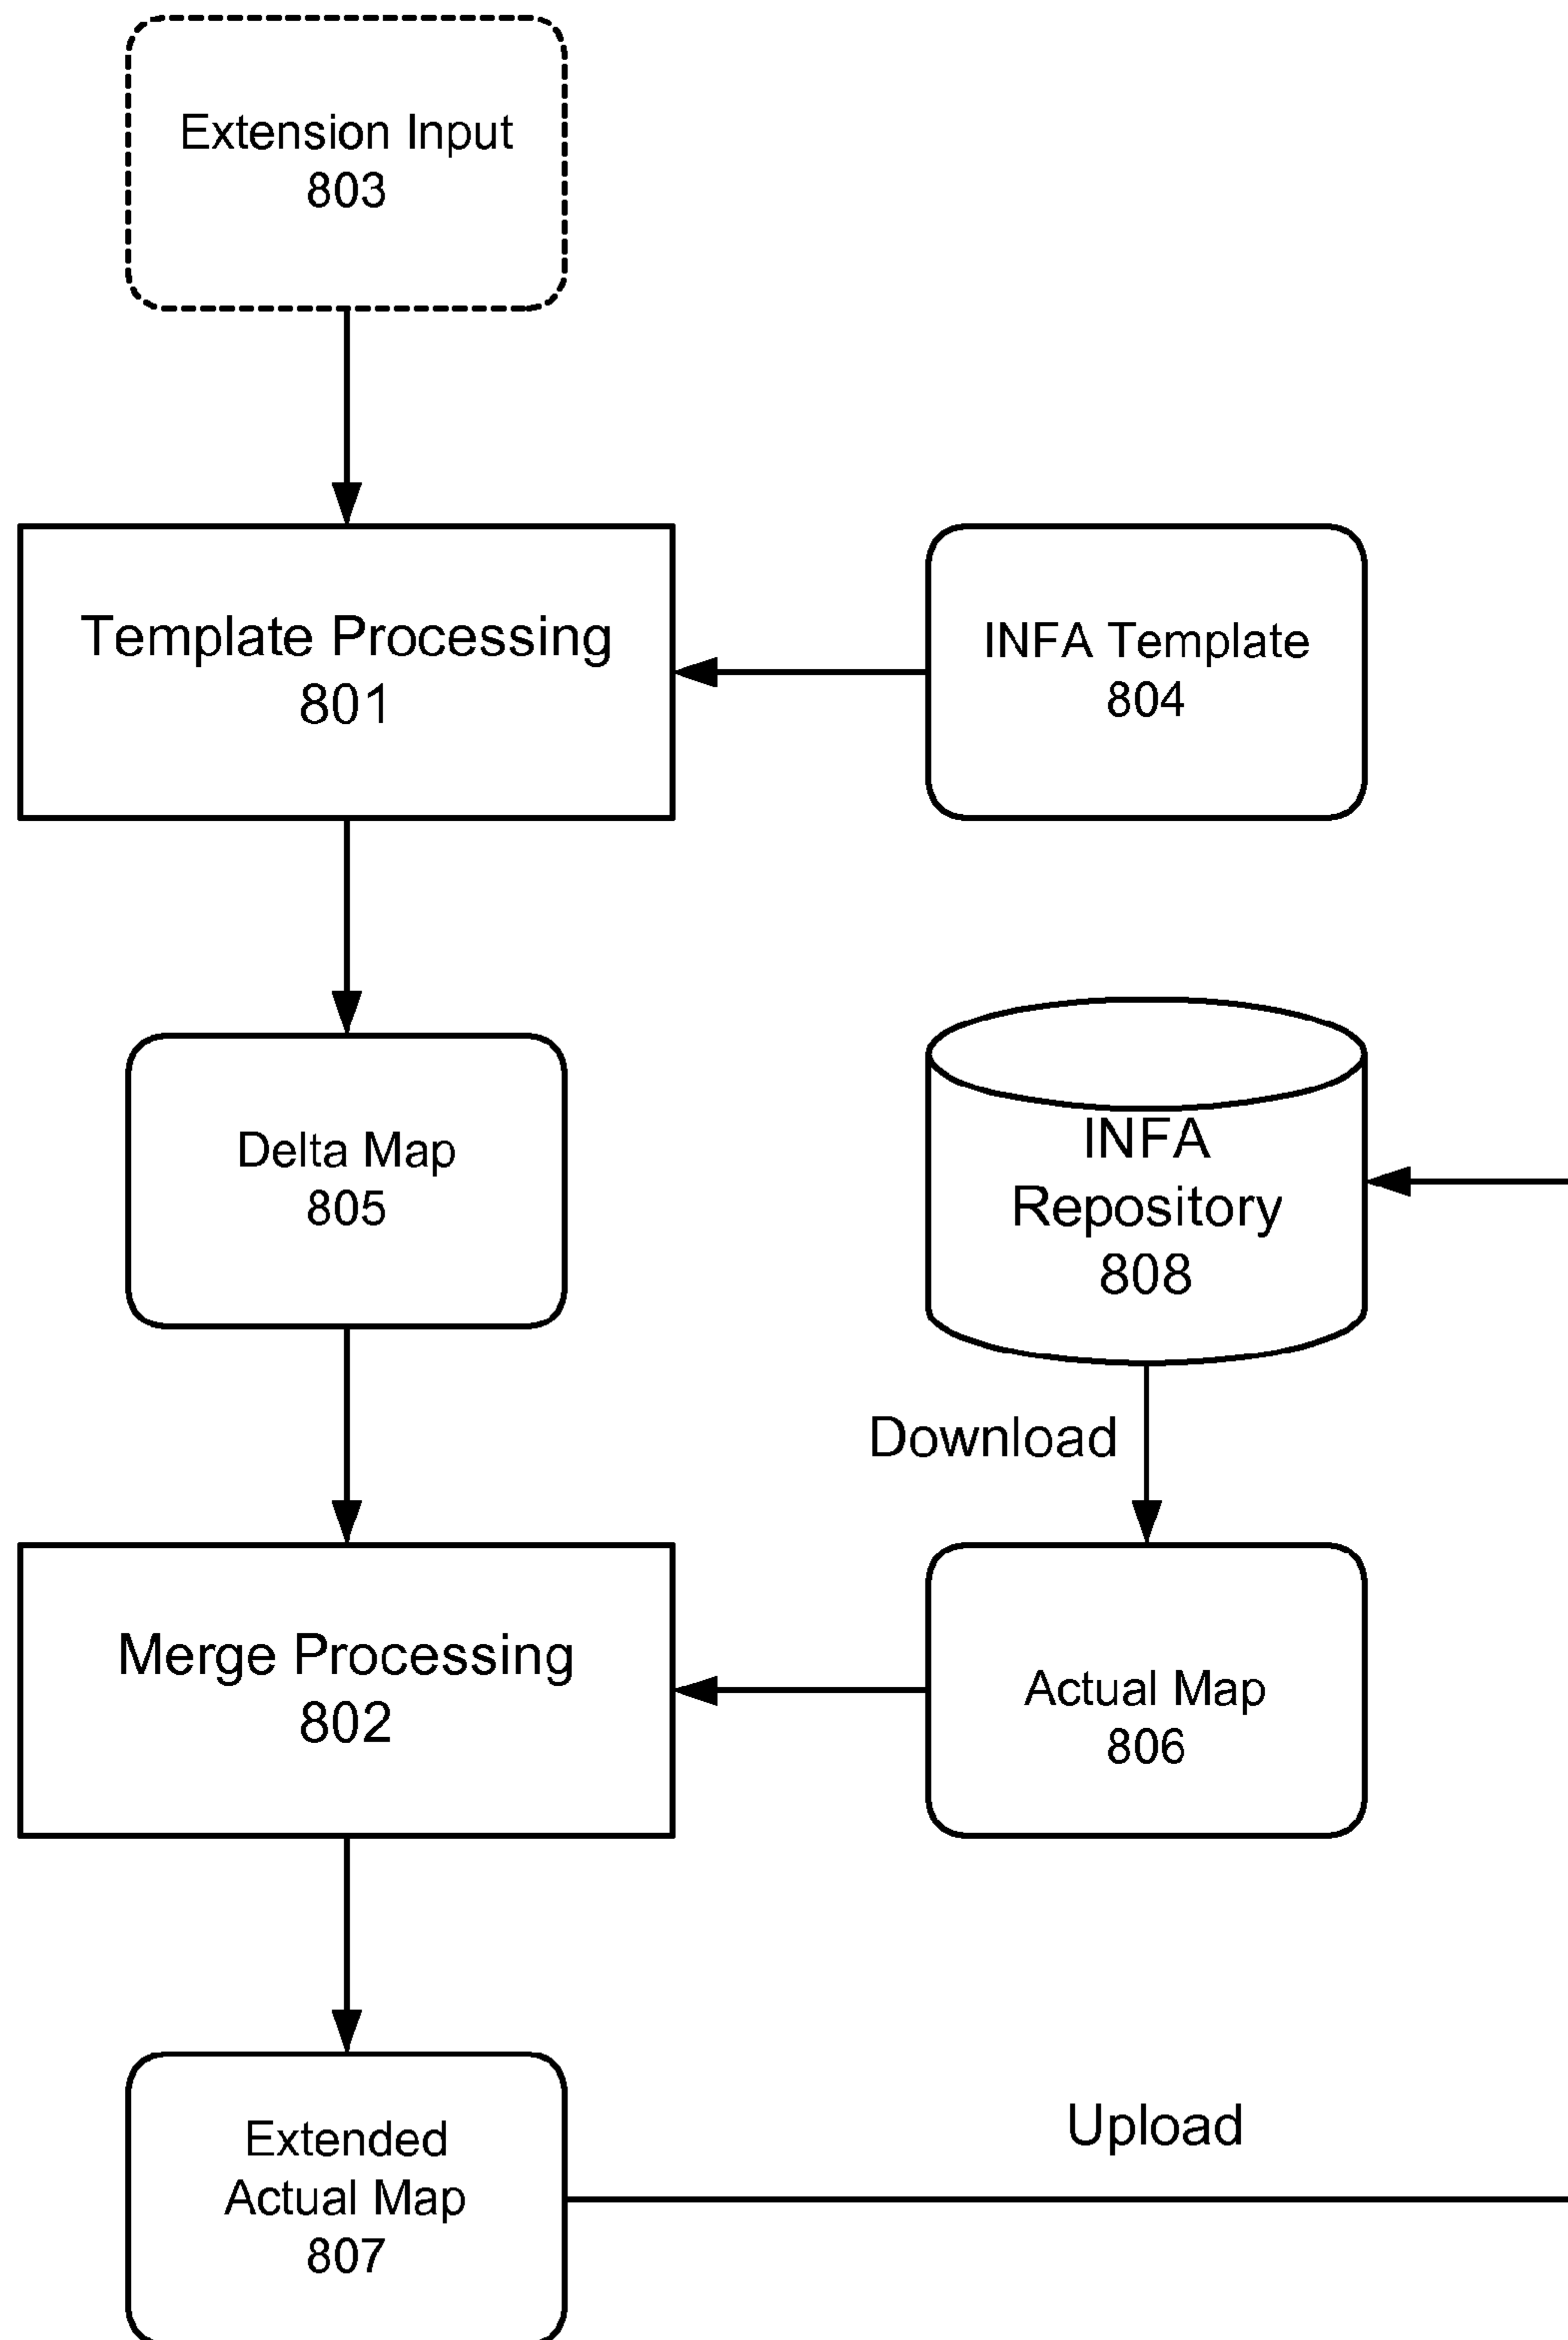 Extension Input
803
Template Processing
801
INFA Template
804
Delta Map
805
INFA
Repository
808
Download
Merge Processing
802
Actual Map
806
Extended
Actual Map
807
Upload